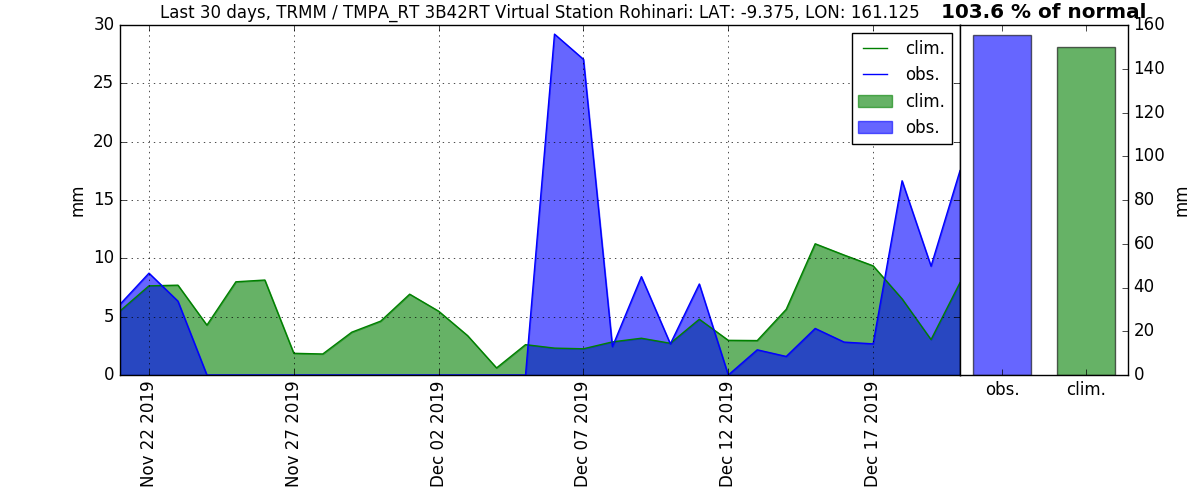 Last 30 days, TRMM / TMPA_RT 3B42RT Virtual Station Rohinari: LAT: -9.375, LON: 161.125
103.6 % of normal
mm
30
25
20
15
10
5
0
clim.
obs.
clim.
obs.
160
140
120
100
80
60
40
20
0
mm
Nov 22 2019
Nov 27 2019
Dec 02 2019
Dec 07 2019
Dec 12 2019
Dec 17 2019
obs.
clim.